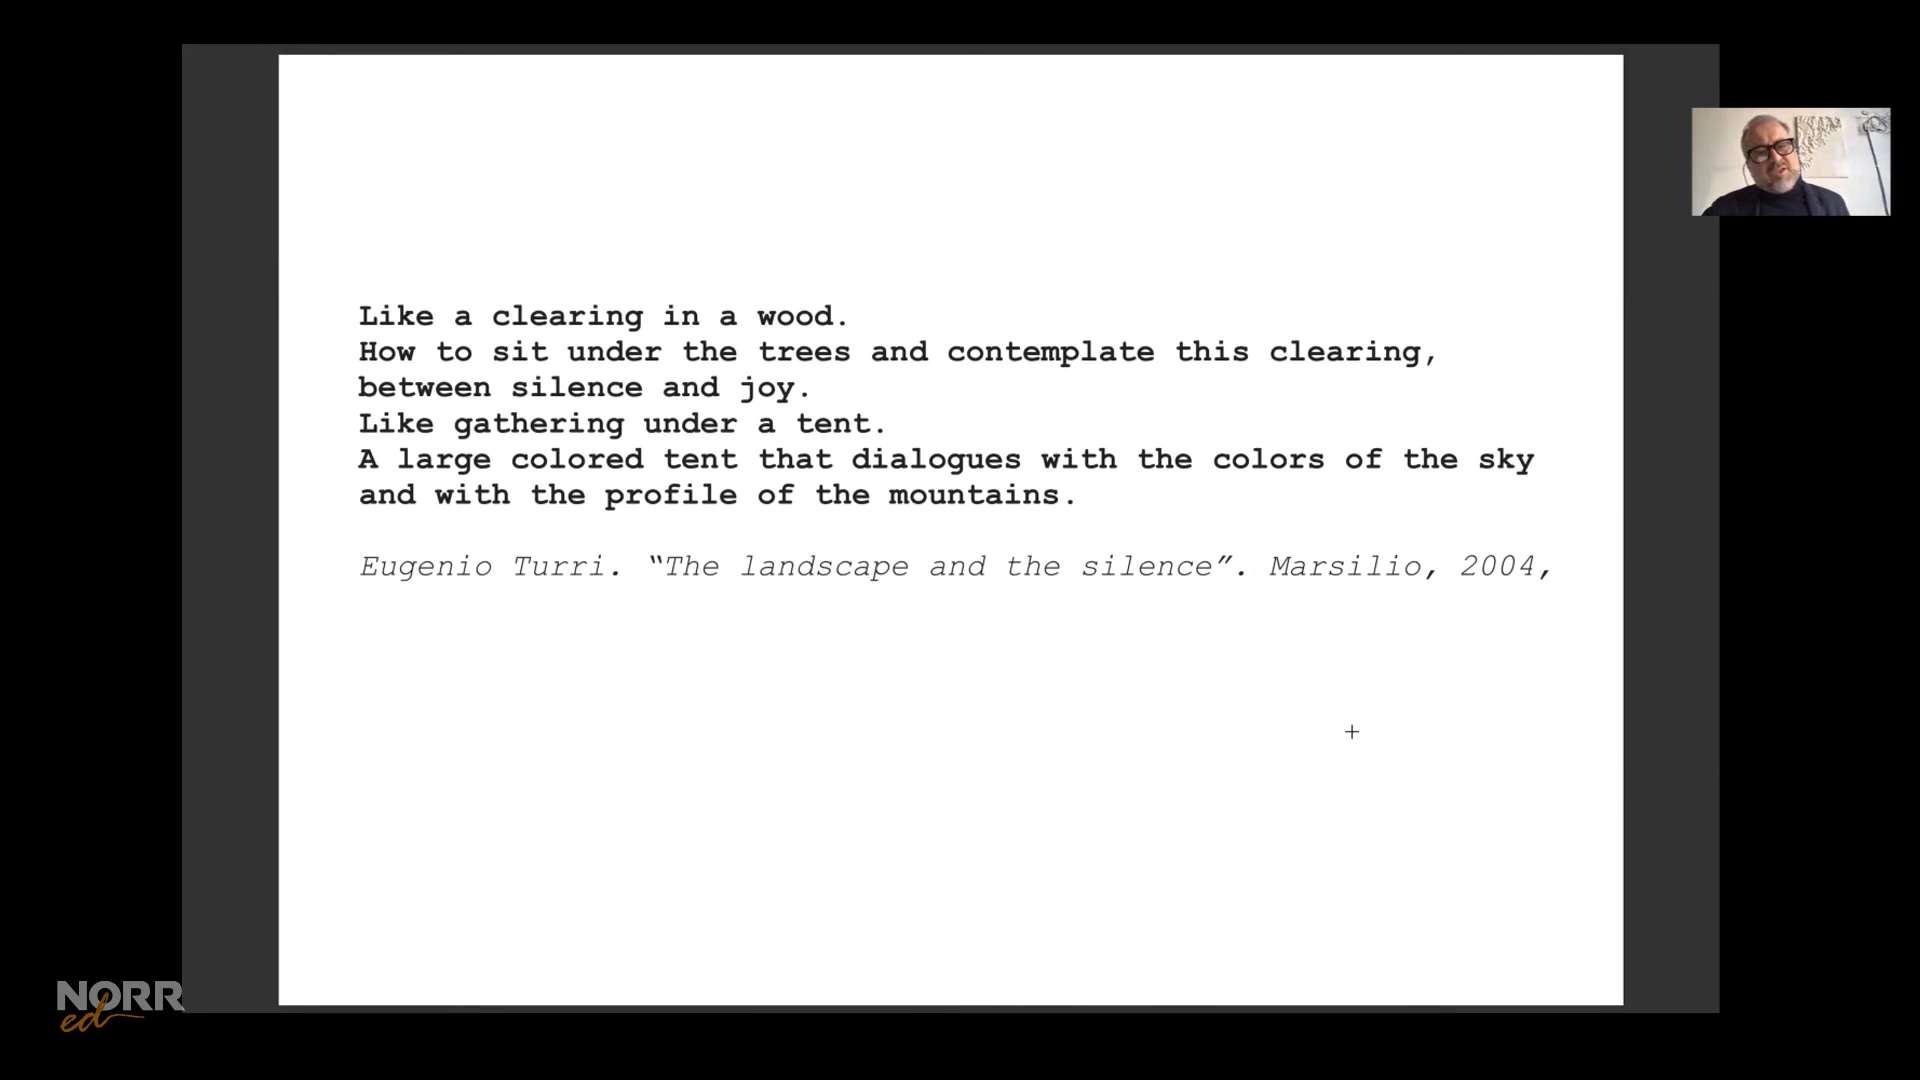 Like a clearing in a wood.
How to sit under the trees and contemplate this clearing,
between silence and joy.
Like gathering under a tent.
A large colored tent that dialogues with the colors of the sky
and with the profile of the mountains.
Eugenio Turri. “The landscape and the silence”. Marsilio, 2004,
NORR
ed